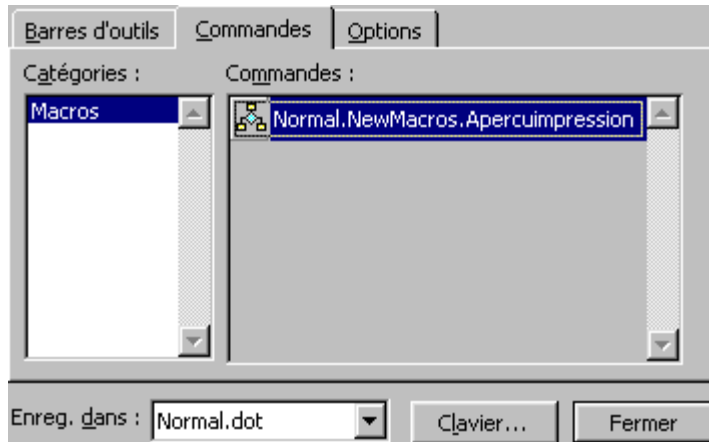 Barres d'outils Commandes Options
Catégories : Commandes :
Macros Normal.NewMacros.Apercuimpression
Enreg. dans : Normal.dot Clavier... Fermer